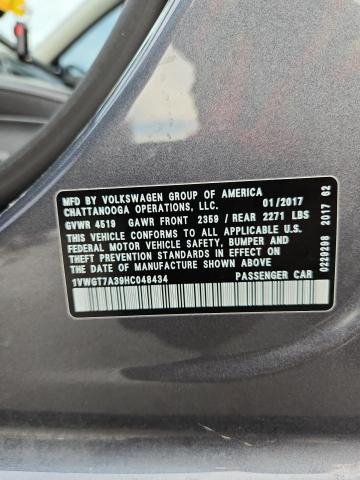 MFD BY VOLKSWAGEN GROUP OF AMERICA
CHATTANOOGA OPERATIONS, LLC. 01/2017
GVWR 4519 GAWR FRONT 2359 / REAR 2271 LBS
THIS VEHICLE CONFORMS TO ALL APPLICABLE U.S.
FEDERAL MOTOR VEHICLE SAFETY, BUMPER AND
THEFT PREVENTION STANDARDS IN EFFECT ON
THE DATE OF MANUFACTURE SHOWN ABOVE
1VWGT7A39HC048434 PASSENGER CAR
0229298 2017 62